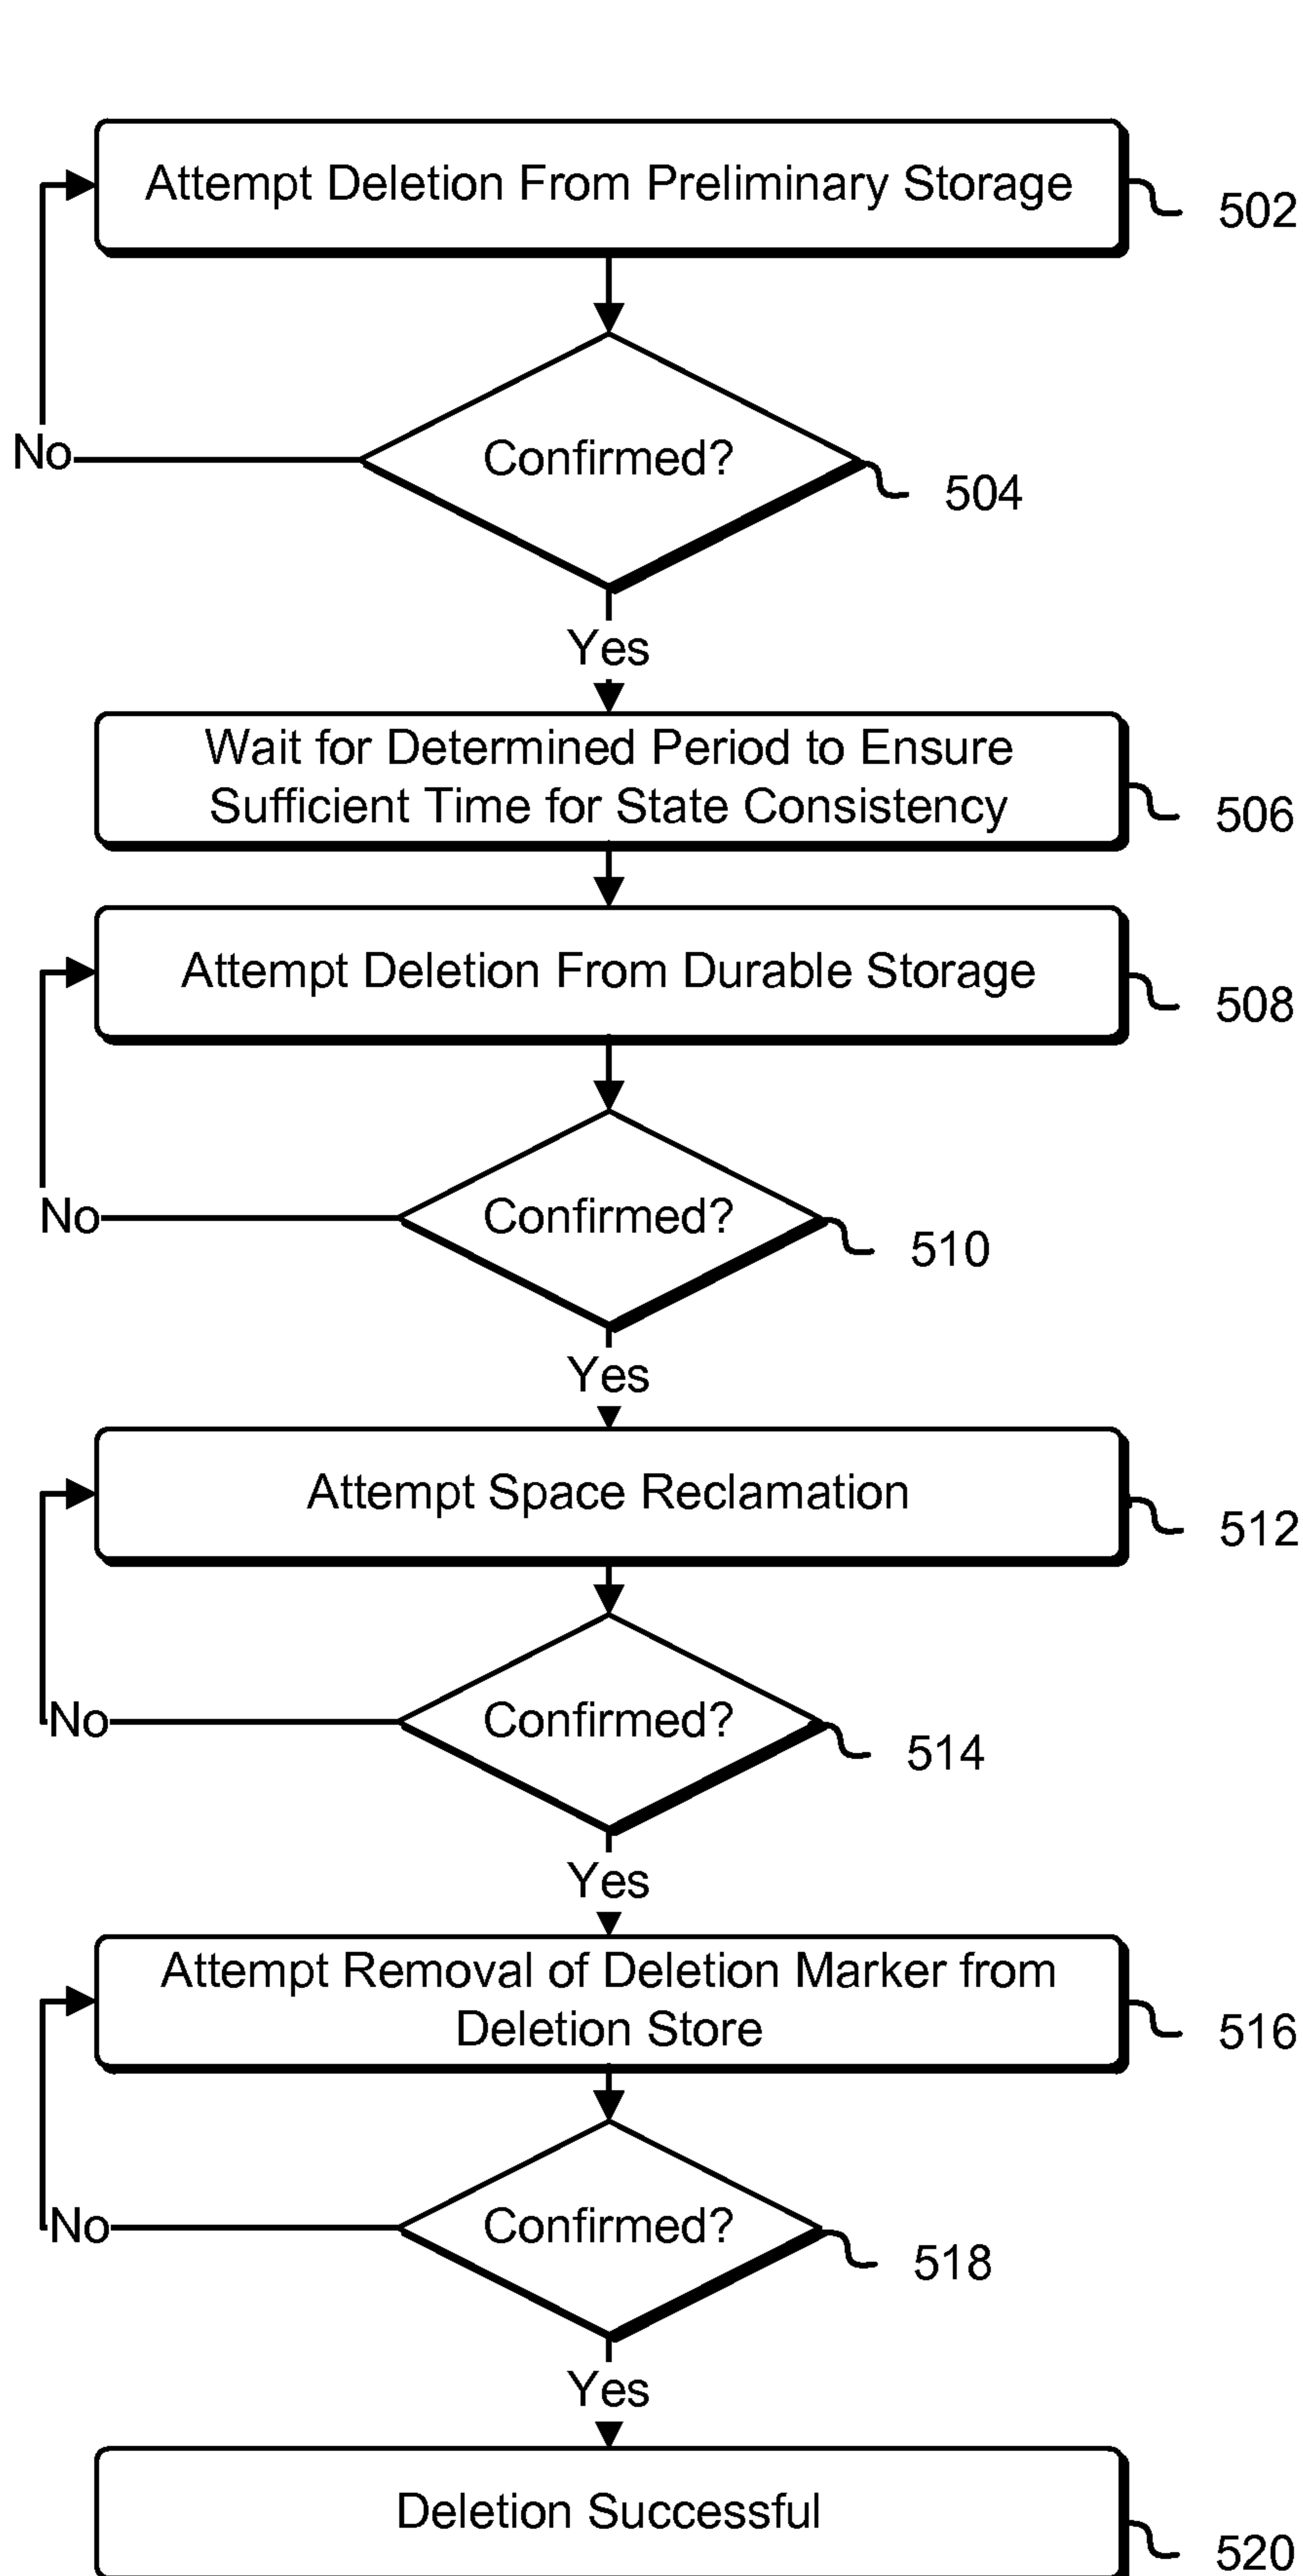 Attempt Deletion From Preliminary Storage
502
Confirmed?
504
No
Yes
Wait for Determined Period to Ensure
Sufficient Time for State Consistency
506
Attempt Deletion From Durable Storage
508
Confirmed?
510
No
Yes
Attempt Space Reclamation
512
Confirmed?
514
No
Yes
Attempt Removal of Deletion Marker from
Deletion Store
516
Confirmed?
518
No
Yes
Deletion Successful
520